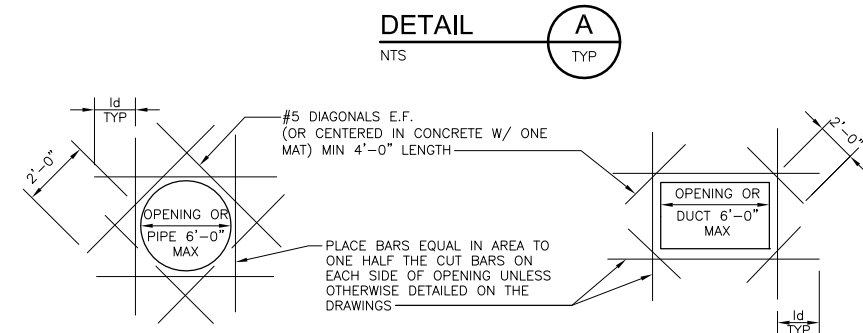 DETAIL
A
NTS
TYP
ld
TYP
2'-0"
#5 DIAGONALS E.F.
(OR CENTERED IN CONCRETE W/ ONE
MAT) MIN 4'-0" LENGTH
2'-0"
OPENING OR
PIPE 6'-0"
MAX
OPENING OR
DUCT 6'-0"
MAX
PLACE BARS EQUAL IN AREA TO
ONE HALF THE CUT BARS ON
EACH SIDE OF OPENING UNLESS
OTHERWISE DETAILED ON THE
DRAWINGS
ld
TYP